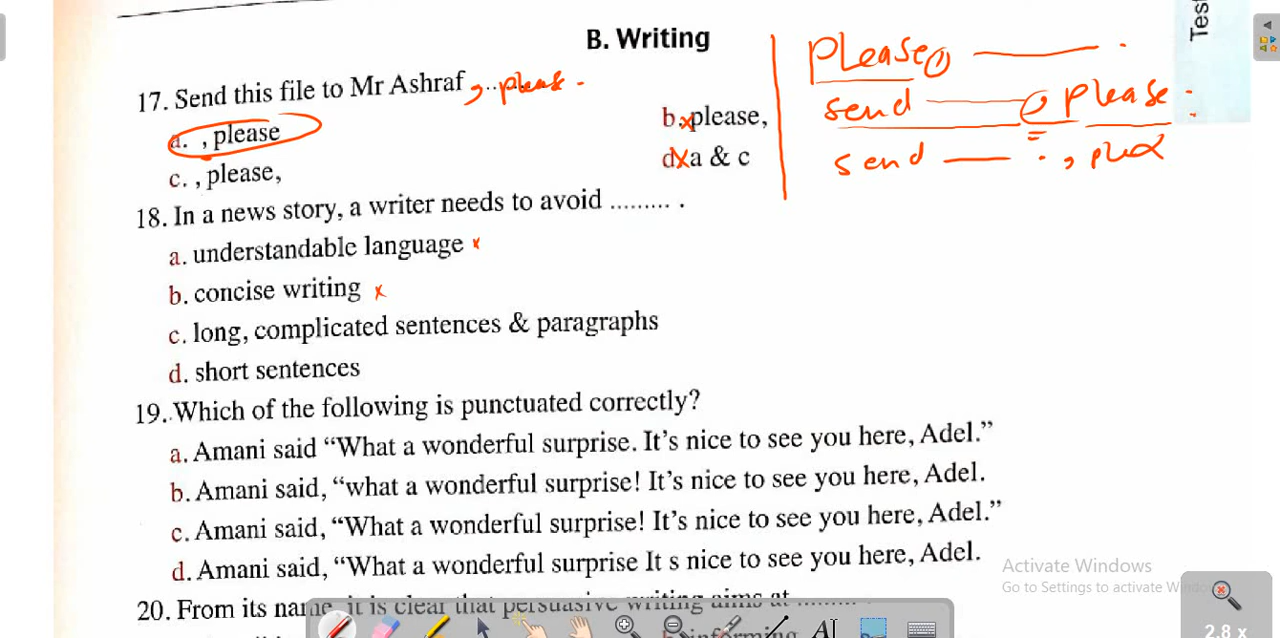 Test
B. Writing
17. Send this file to Mr Ashraf , ........ .
please
a. , please
b. please,
c. , please,
d. a & c
Please, .
send , please .
send .
18. In a news story, a writer needs to avoid ......... .
a. understandable language x
b. concise writing x
c. long, complicated sentences & paragraphs
d. short sentences
19. Which of the following is punctuated correctly?
a. Amani said “What a wonderful surprise. It’s nice to see you here, Adel.”
b. Amani said, “what a wonderful surprise! It’s nice to see you here, Adel.
c. Amani said, “What a wonderful surprise! It’s nice to see you here, Adel.”
d. Amani said, “What a wonderful surprise It s nice to see you here, Adel.
Activate Windows
Go to Settings to activate
20. From its name, it is clear that persuasive writing aims at .........
b. informing
AI
2.8 x